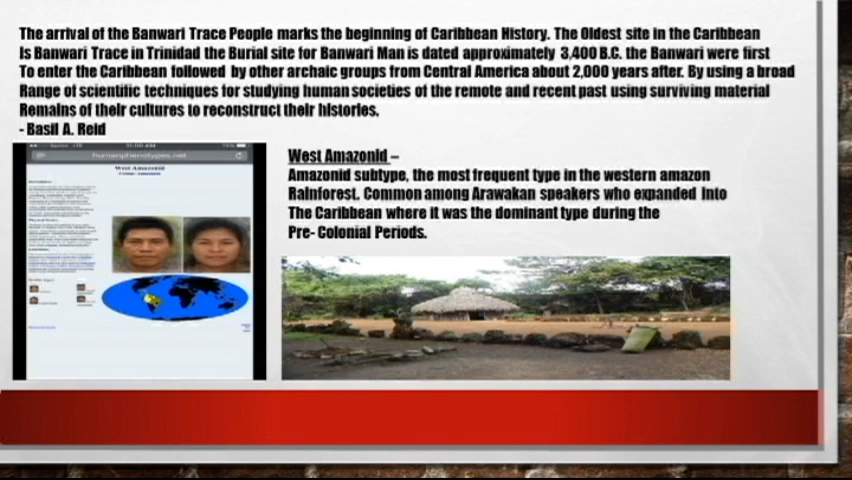 The arrival of the Banwari Trace People marks the beginning of Caribbean History. The Oldest site in the Caribbean
Is Banwari Trace in Trinidad the Burial site for Banwari Man is dated approximately 3,400 B.C. the Banwari were first
To enter the Caribbean followed by other archaic groups from Central America about 2,000 years after. By using a broad
Range of scientific techniques for studying human societies of the remote and recent past using surviving material
Remains of their cultures to reconstruct their histories.
- Basil A. Reid
humanphenotypes.net
West Amazonid
West Amazonid –
Amazonid subtype, the most frequent type in the western amazon
Rainforest. Common among Arawakan speakers who expanded Into
The Caribbean where it was the dominant type during the
Pre- Colonial Periods.